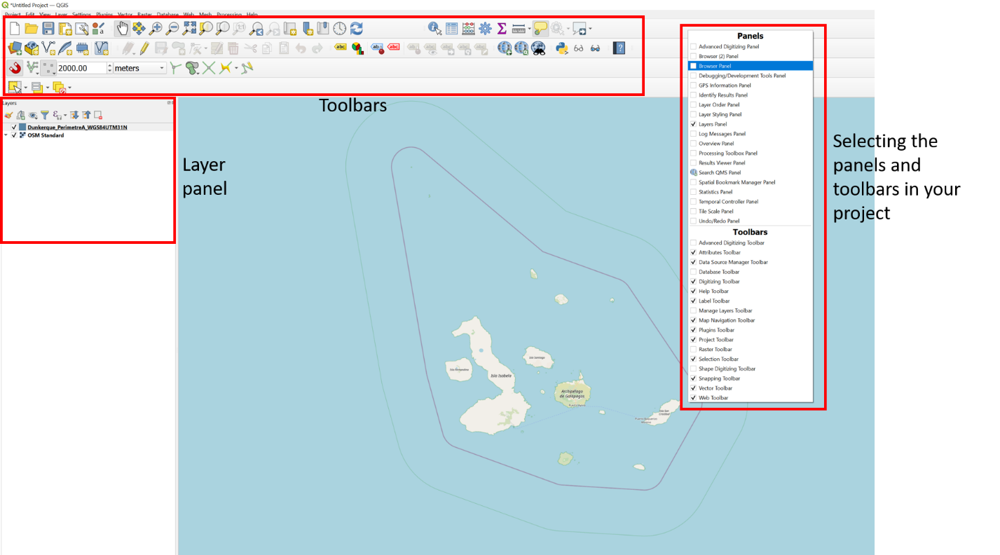 *Untitled Project — QGIS
Project Edit View Layer Settings Plugins Vector Raster Database Web Mesh Processing Help
2000.00 meters
Layers
Dunkerque_PerimetreA_WGS84UTM31N
OSM Standard
Toolbars
Layer
panel
Isla Fernandina
Isla Isabela
Isla Santiago
Archipiélago
de Galápagos
Puerto Ayora
Isla San
Cristóbal
Puerto Baquerizo
Moreno
Panels
Advanced Digitizing Panel
Browser (2) Panel
Browser Panel
Debugging/Development Tools Panel
GPS Information Panel
Identify Results Panel
Layer Order Panel
Layer Styling Panel
Layers Panel
Log Messages Panel
Overview Panel
Processing Toolbox Panel
Results Viewer Panel
Search QMS Panel
Spatial Bookmark Manager Panel
Statistics Panel
Temporal Controller Panel
Tile Scale Panel
Undo/Redo Panel
Toolbars
Advanced Digitizing Toolbar
Attributes Toolbar
Data Source Manager Toolbar
Database Toolbar
Digitizing Toolbar
Help Toolbar
Label Toolbar
Manage Layers Toolbar
Map Navigation Toolbar
Plugins Toolbar
Project Toolbar
Raster Toolbar
Selection Toolbar
Shape Digitizing Toolbar
Snapping Toolbar
Vector Toolbar
Web Toolbar
Selecting the
panels and
toolbars in your
project